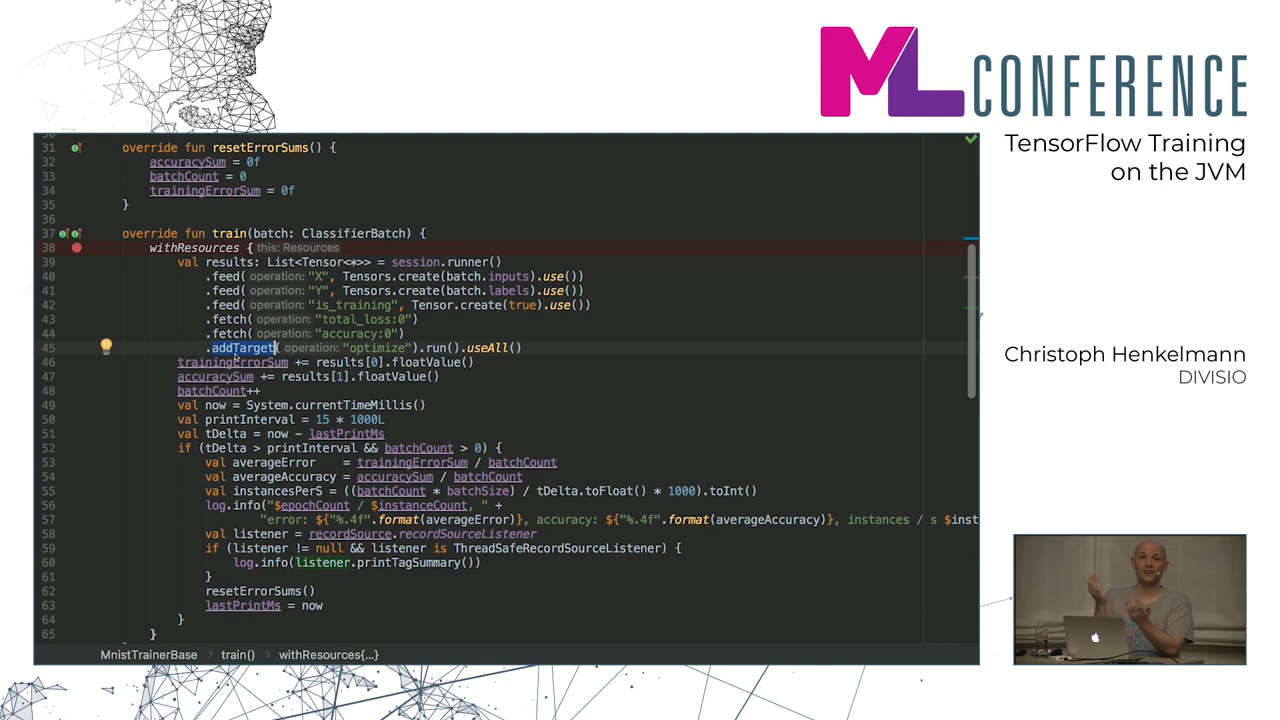 ML CONFERENCE
TensorFlow Training
on the JVM
Christoph Henkelmann
DIVISIO
31 override fun resetErrorSums() {
32 accuracySum = 0f
33 batchCount = 0
34 trainingErrorSum = 0f
35 }
36
37 override fun train(batch: ClassifierBatch) {
38 withResources { this: Resources
39 val results: List<Tensor<*>> = session.runner()
40 .feed( operation: "X", Tensors.create(batch.inputs).use())
41 .feed( operation: "Y", Tensors.create(batch.labels).use())
42 .feed( operation: "is_training", Tensor.create(true).use())
43 .fetch( operation: "total_loss:0")
44 .fetch( operation: "accuracy:0")
45 .addTarget( operation: "optimize").run().useAll()
46 trainingErrorSum += results[0].floatValue()
47 accuracySum += results[1].floatValue()
48 batchCount++
49 val now = System.currentTimeMillis()
50 val printInterval = 15 * 1000L
51 val tDelta = now - lastPrintMs
52 if (tDelta > printInterval && batchCount > 0) {
53 val averageError = trainingErrorSum / batchCount
54 val averageAccuracy = accuracySum / batchCount
55 val instancesPerS = ((batchCount * batchSize) / tDelta.toFloat() * 1000).toInt()
56 log.info("$epochCount / $instanceCount, " +
57 "error: ${"%.4f".format(averageError)}, accuracy: ${"%.4f".format(averageAccuracy)}, instances / s $inst
58 val listener = recordSource.recordSourceListener
59 if (listener != null && listener is ThreadSafeRecordSourceListener) {
60 log.info(listener.printTagSummary())
61 }
62 resetErrorSums()
63 lastPrintMs = now
64 }
65 }
MnistTrainerBase › train() › withResources{...}